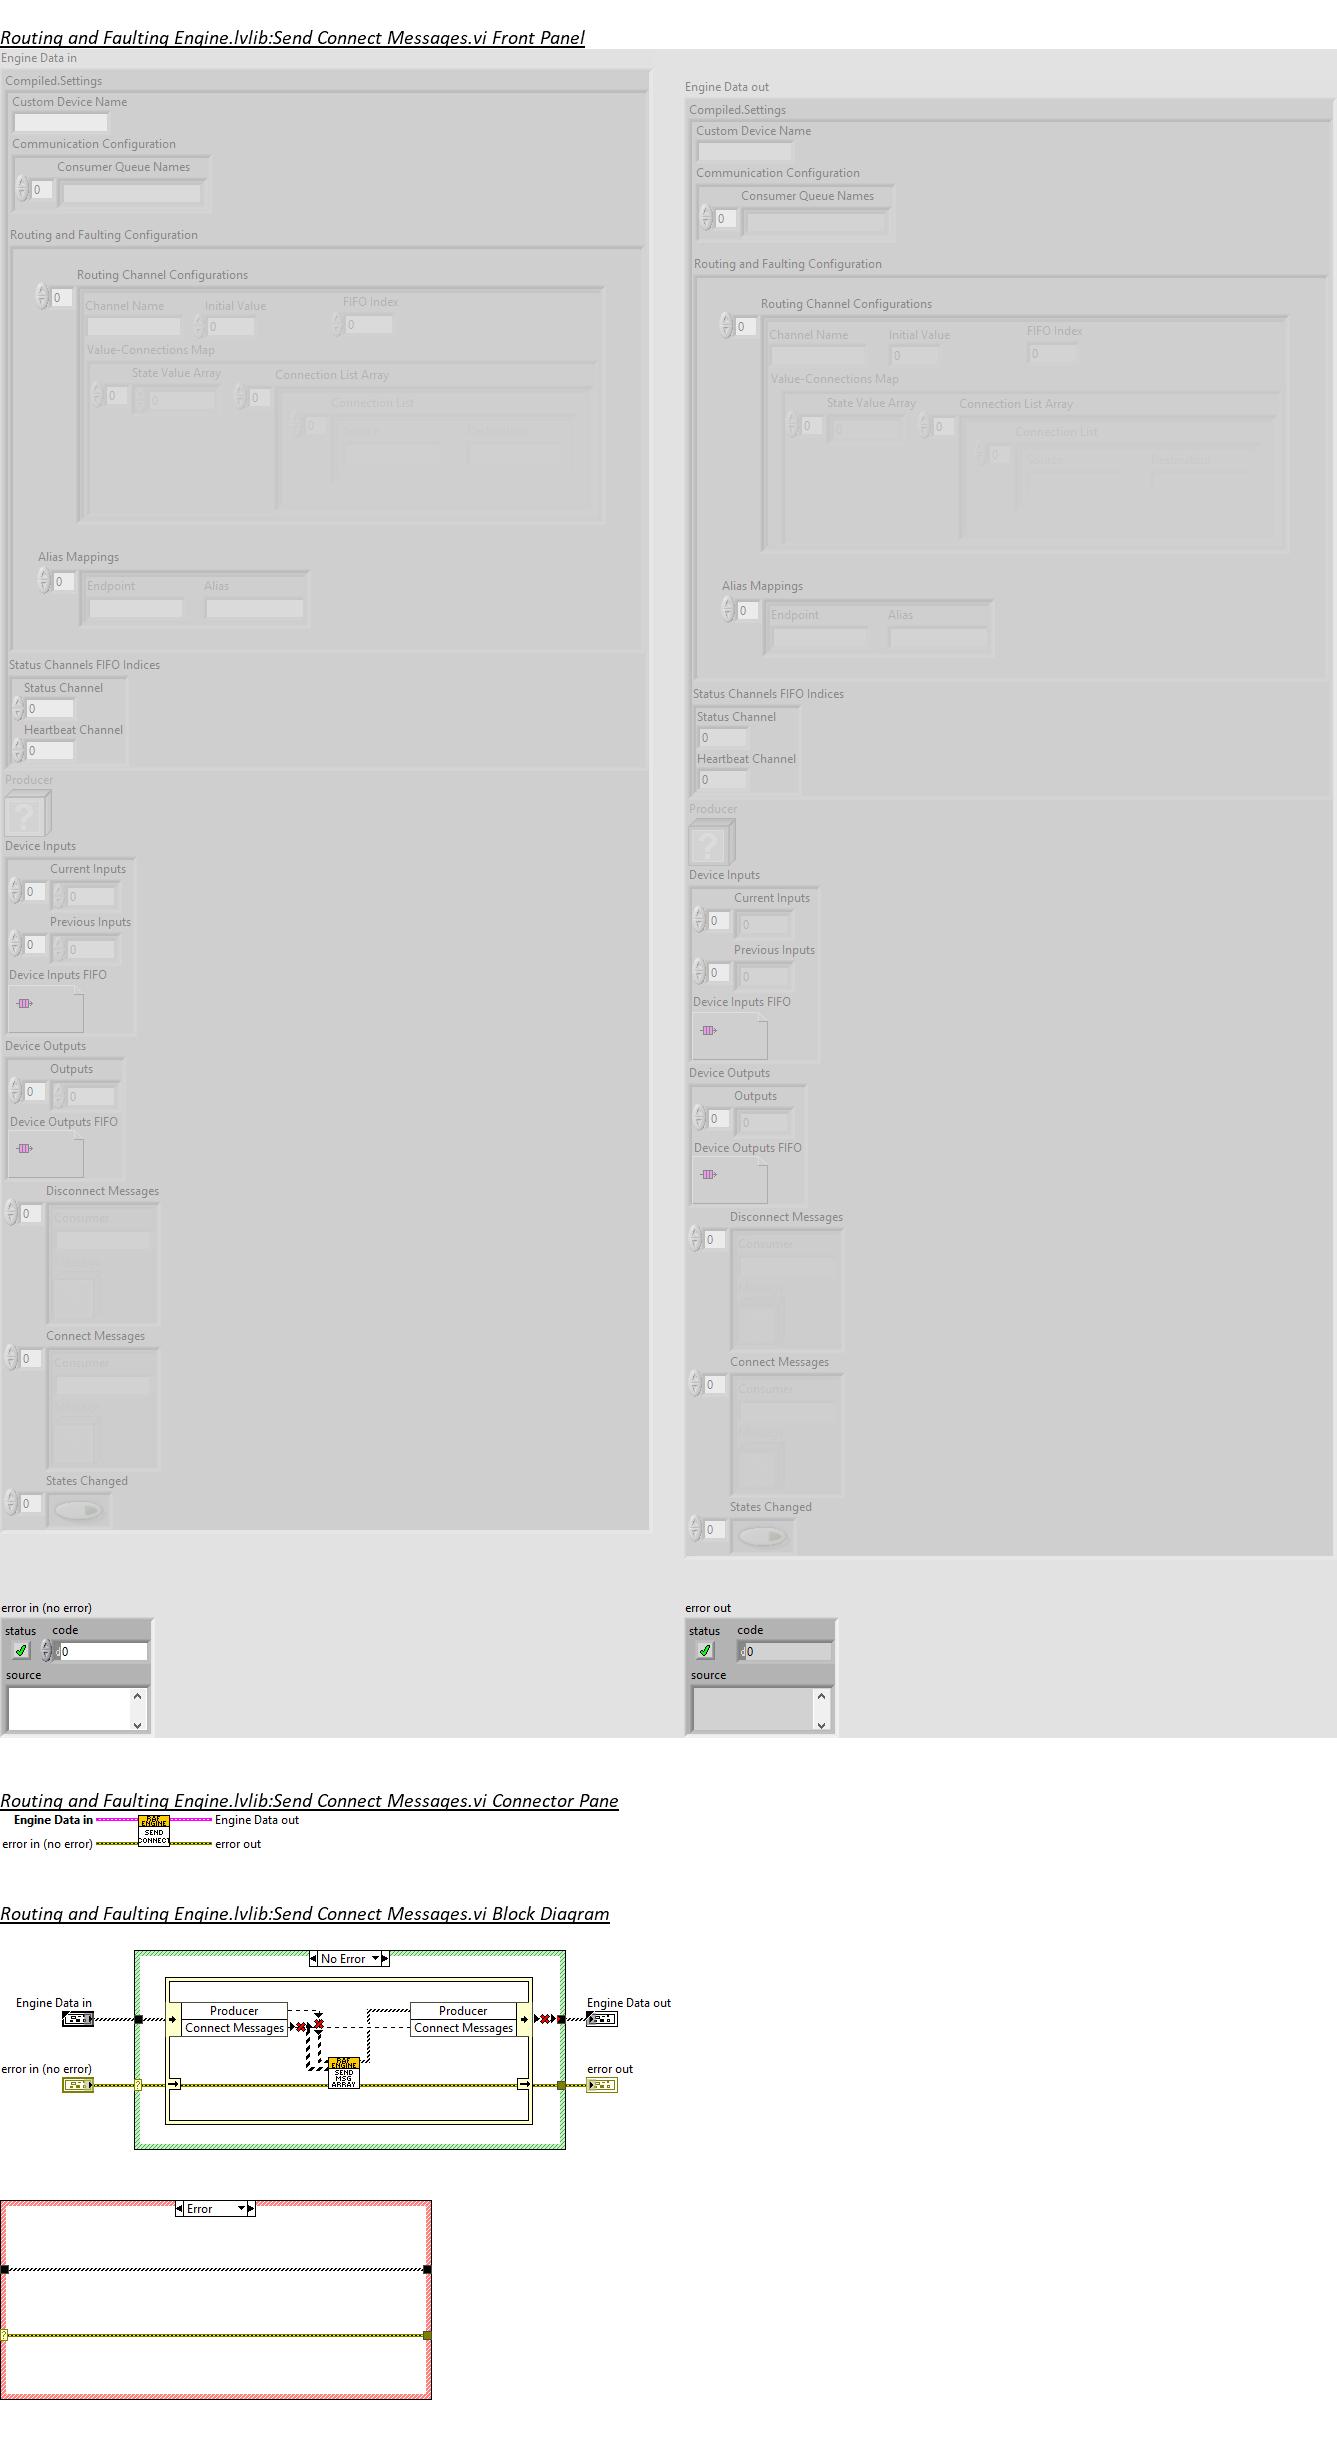 Routing and Faulting Engine.lvlib:Send Connect Messages.vi Front Panel
Engine Data in
Compiled.Settings
Custom Device Name
Communication Configuration
Consumer Queue Names
0
Routing and Faulting Configuration
Routing Channel Configurations
0
Channel Name Initial Value FIFO Index
0 0
Value-Connections Map
State Value Array Connection List Array
0 0 0
Connection List
0
Source Destination
Alias Mappings
0
Endpoint Alias
Status Channels FIFO Indices
Status Channel
0
Heartbeat Channel
0
Producer
?
Device Inputs
Current Inputs
0 0
Previous Inputs
0 0
Device Inputs FIFO
Device Outputs
Outputs
0 0
Device Outputs FIFO
Disconnect Messages
0
Consumer
Connect Messages
0
Consumer
States Changed
0
error in (no error)
status code
d 0
source
Engine Data out
Compiled.Settings
Custom Device Name
Communication Configuration
Consumer Queue Names
0
Routing and Faulting Configuration
Routing Channel Configurations
0
Channel Name Initial Value FIFO Index
0 0
Value-Connections Map
State Value Array Connection List Array
0 0 0
Connection List
0
Source Destination
Alias Mappings
0
Endpoint Alias
Status Channels FIFO Indices
Status Channel
0
Heartbeat Channel
0
Producer
?
Device Inputs
Current Inputs
0 0
Previous Inputs
0 0
Device Inputs FIFO
Device Outputs
Outputs
0 0
Device Outputs FIFO
Disconnect Messages
0
Consumer
Connect Messages
0
Consumer
States Changed
0
error out
status code
d 0
source
Routing and Faulting Engine.lvlib:Send Connect Messages.vi Connector Pane
Engine Data in RAF ENGINE Engine Data out
SEND
error in (no error) CONNECT error out
Routing and Faulting Engine.lvlib:Send Connect Messages.vi Block Diagram
No Error
Engine Data in Engine Data out
Producer Producer
Connect Messages Connect Messages
error in (no error) error out
RAF
ENGINE
SEND
MSG
ARRAY
?
Error
?